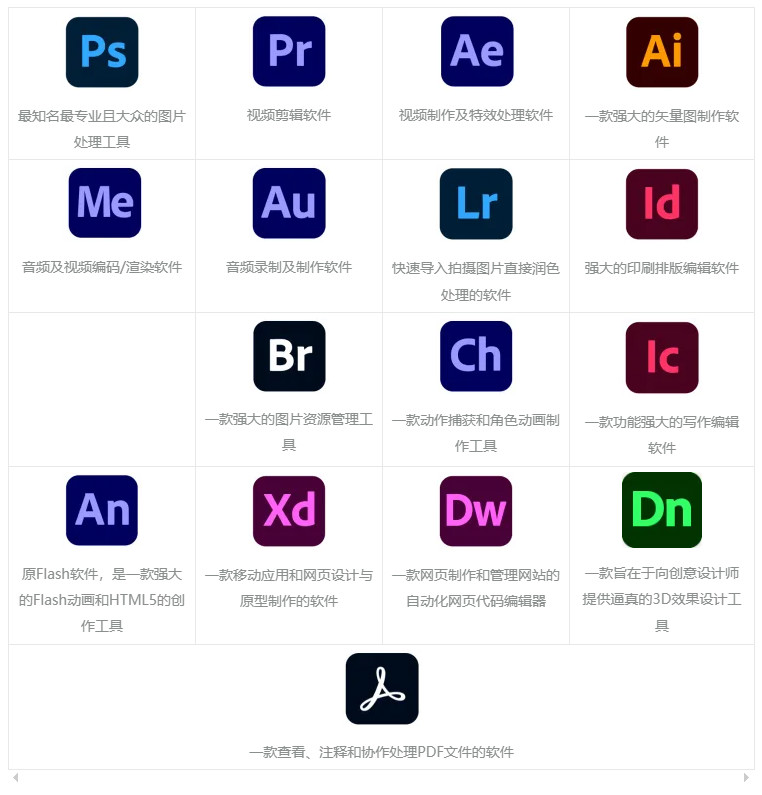 Ps
Pr
Ae
Ai
最知名最专业且大众的图片
处理工具
视频剪辑软件
视频制作及特效处理软件
一款强大的矢量图制作软
件
Me
Au
Lr
Id
音频及视频编码/渲染软件
音频录制及制作软件
快速导入拍摄图片直接润色
处理的软件
强大的印刷排版编辑软件
Br
Ch
Ic
一款强大的图片资源管理工
具
一款动作捕获和角色动画制
作工具
一款功能强大的写作编辑
软件
An
Xd
Dw
Dn
原Flash软件，是一款强大
的Flash动画和HTML5的创
作工具
一款移动应用和网页设计与
原型制作的软件
一款网页制作和管理网站的
自动化网页代码编辑器
一款旨在于向创意设计师
提供逼真的3D效果设计工
具
一款查看、注释和协作处理PDF文件的软件